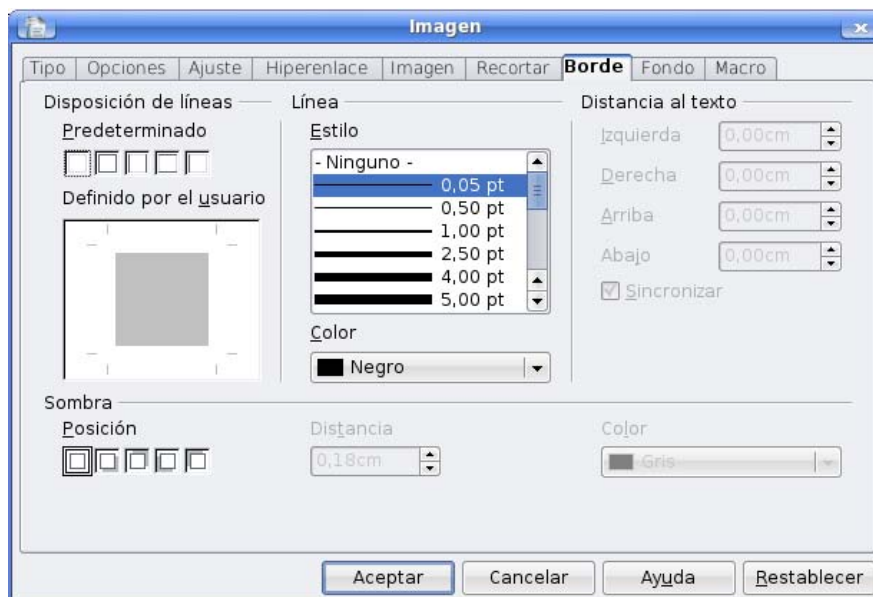 Imagen
Tipo Opciones Ajuste Hiperenlace Imagen Recortar Borde Fondo Macro
Disposición de líneas
Predeterminado
Definido por el usuario
Línea
Estilo
- Ninguno -
0,05 pt
0,50 pt
1,00 pt
2,50 pt
4,00 pt
5,00 pt
Color
Negro
Distancia al texto
Izquierda 0,00cm
Derecha 0,00cm
Arriba 0,00cm
Abajo 0,00cm
Sincronizar
Sombra
Posición
Distancia
0,18cm
Color
Gris
Aceptar Cancelar Ayuda Restablecer